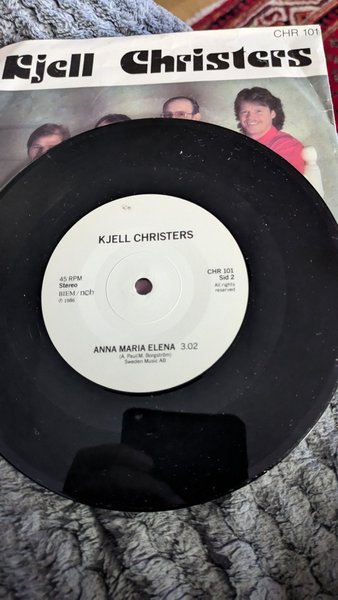 CHR 101
Kjell Christers
KJELL CHRISTERS
45 RPM
Stereo
BIEM/ncb
Ⓟ 1986
CHR 101
Sid 2
All rights
reserved
ANNA MARIA ELENA 3.02
(A. Paul/M. Borgström)
Sweden Music AB